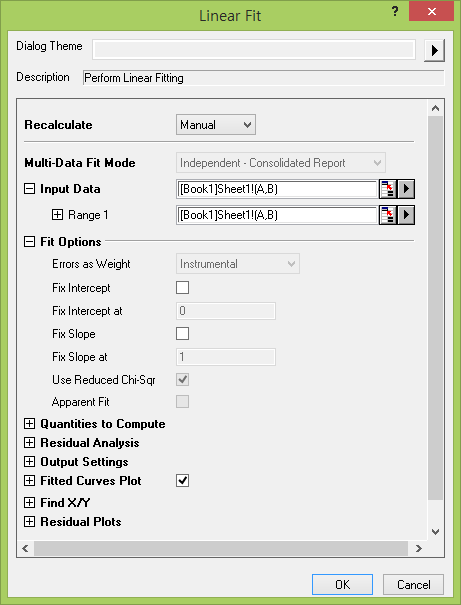 Linear Fit
?
Dialog Theme
Description Perform Linear Fitting
Recalculate Manual
Multi-Data Fit Mode Independent - Consolidated Report
Input Data [Book1]Sheet1!(A,B)
Range 1 [Book1]Sheet1!(A,B)
Fit Options
Errors as Weight Instrumental
Fix Intercept
Fix Intercept at 0
Fix Slope
Fix Slope at 1
Use Reduced Chi-Sqr
Apparent Fit
Quantities to Compute
Residual Analysis
Output Settings
Fitted Curves Plot
Find X/Y
Residual Plots
OK Cancel